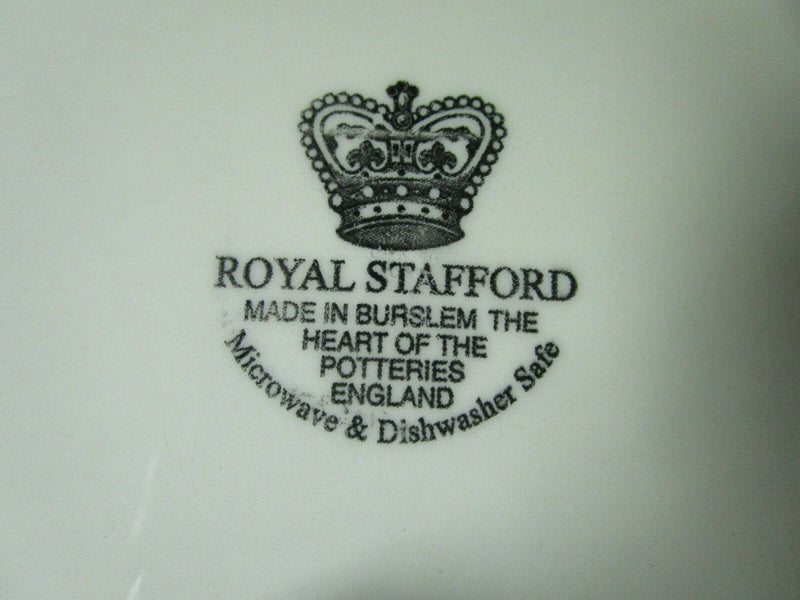 ROYAL STAFFORD
MADE IN BURSLEM THE
HEART OF THE
POTTERIES
ENGLAND
Microwave & Dishwasher Safe